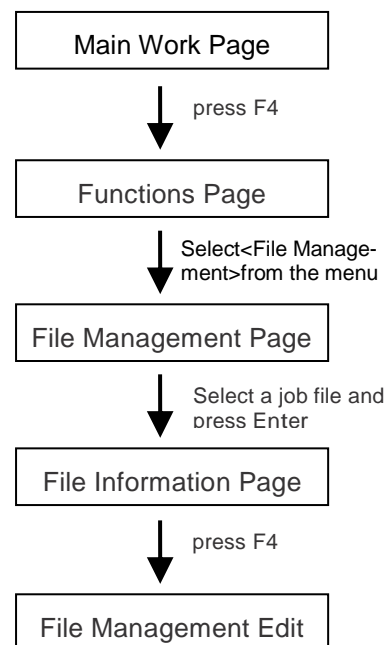 Main Work Page
press F4
Functions Page
Select<File Manage-
ment>from the menu
File Management Page
Select a job file and
press Enter
File Information Page
press F4
File Management Edit